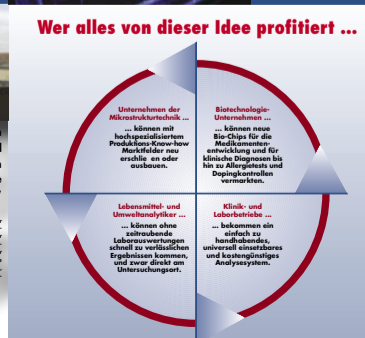 Wer alles von dieser Idee profitiert ...
Unternehmen der
Mikrostrukturtechnik ...
... können mit
hochspezialisiertem
Produktions-Know-how
Marktfelder neu
erschlie en oder
ausbauen.
Biotechnologie-
Unternehmen ...
... können neue
Bio-Chips für die
Medikamenten-
entwicklung und für
klinische Diagnosen bis
hin zu Allergietests und
Dopingkontrollen
vermarkten.
Lebensmittel- und
Umweltanalytiker ...
... können ohne
zeitraubende
Laborauswertungen
schnell zu verlässlichen
Ergebnissen kommen,
und zwar direkt am
Untersuchungsort.
Klinik- und
Laborbetriebe ...
... bekommen ein
einfach zu
handhabendes,
universell einsetzbares
und kostengünstiges
Analysesystem.